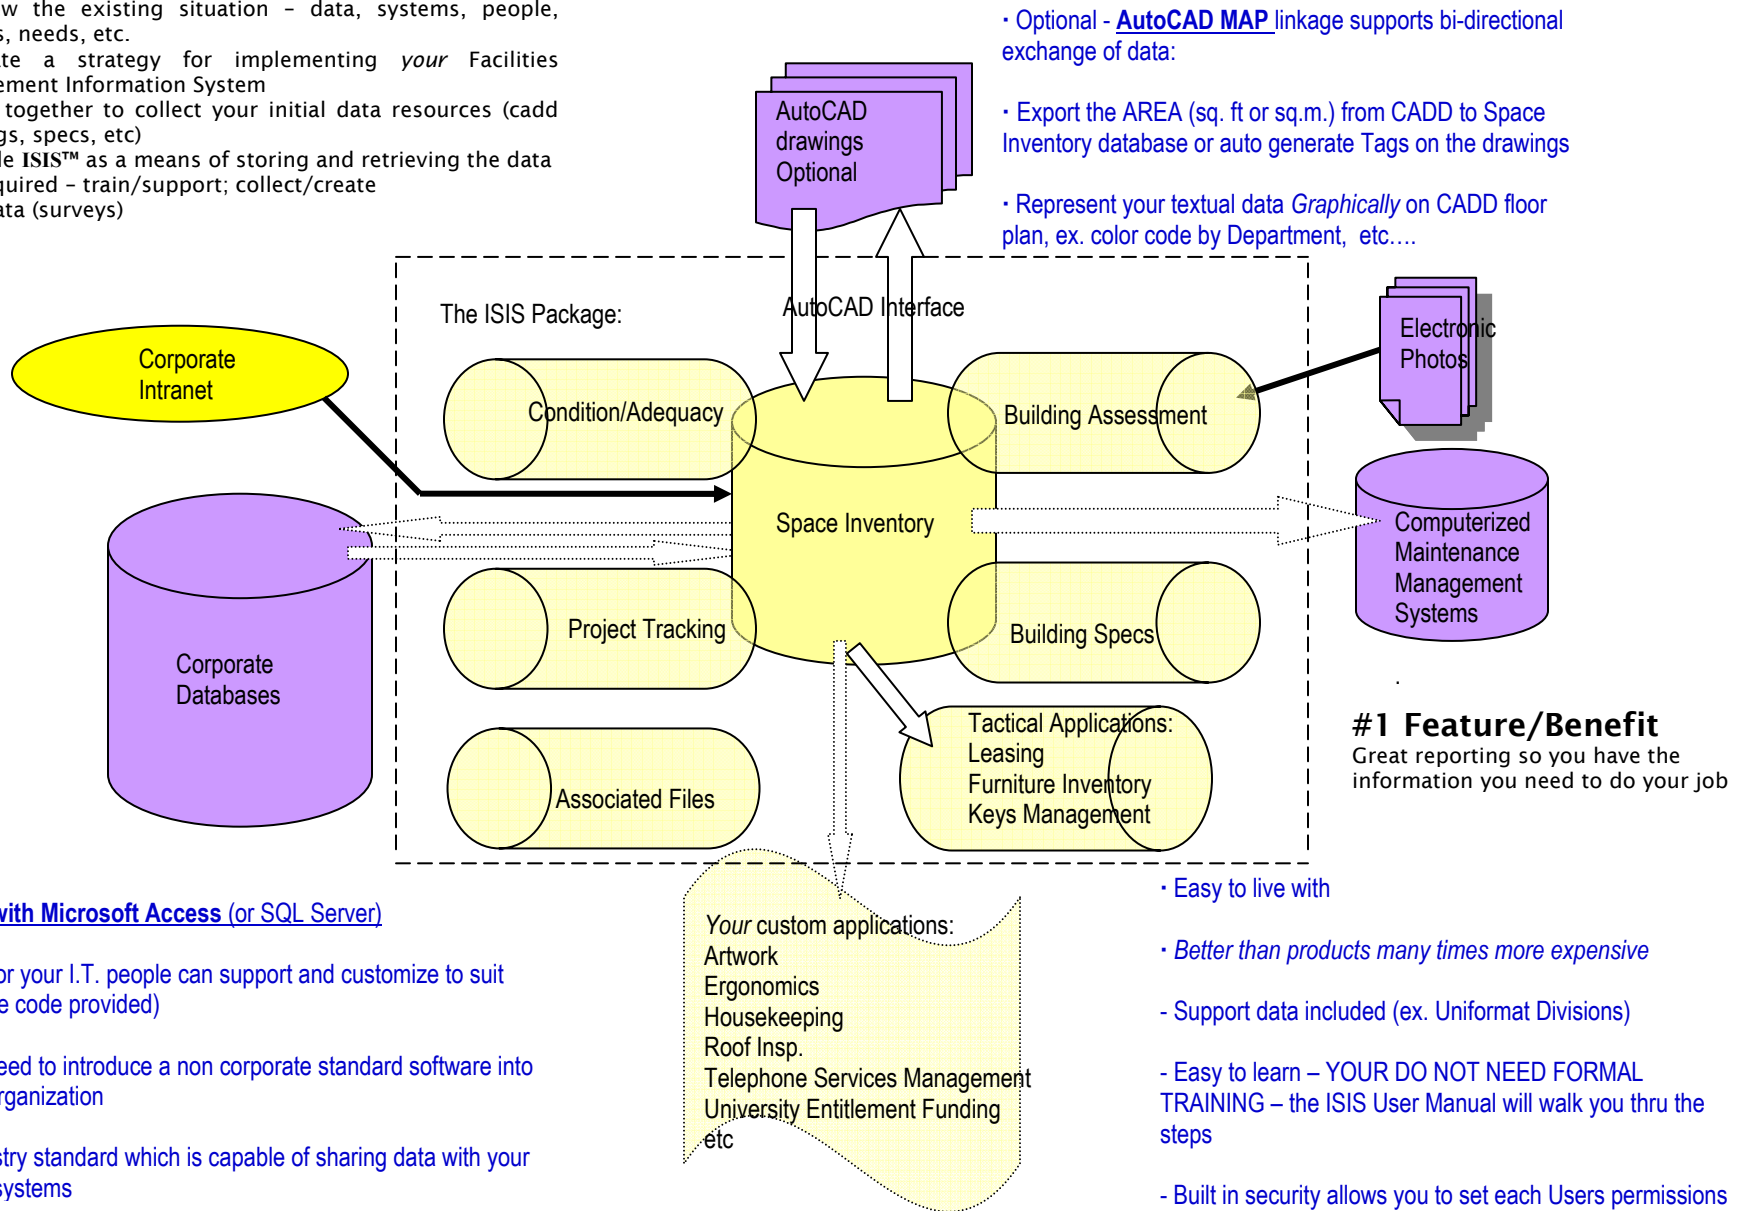 the existing situation – data, systems, people,
needs, etc.
a strategy for implementing your Facilities
Information System
together to collect your initial data resources (cadd
specs, etc)
ISIS™ as a means of storing and retrieving the data
– train/support; collect/create
(surveys)
· Optional - AutoCAD MAP linkage supports bi-directional
exchange of data:
· Export the AREA (sq. ft or sq.m.) from CADD to Space
Inventory database or auto generate Tags on the drawings
· Represent your textual data Graphically on CADD floor
plan, ex. color code by Department, etc….
AutoCAD
drawings
Optional
The ISIS Package:
AutoCAD Interface
Electronic
Photos
Corporate
Intranet
Condition/Adequacy
Building Assessment
Space Inventory
Computerized
Maintenance
Management
Systems
Corporate
Databases
Project Tracking
Building Specs
.
Tactical Applications:
Leasing
Furniture Inventory
Keys Management
Associated Files
#1 Feature/Benefit
Great reporting so you have the
information you need to do your job
with Microsoft Access (or SQL Server)
or your I.T. people can support and customize to suit
code provided)
to introduce a non corporate standard software into
standard which is capable of sharing data with your
systems
Your custom applications:
Artwork
Ergonomics
Housekeeping
Roof Insp.
Telephone Services Management
University Entitlement Funding
etc
· Easy to live with
· Better than products many times more expensive
- Support data included (ex. Uniformat Divisions)
- Easy to learn – YOUR DO NOT NEED FORMAL
TRAINING – the ISIS User Manual will walk you thru the
steps
- Built in security allows you to set each Users permissions